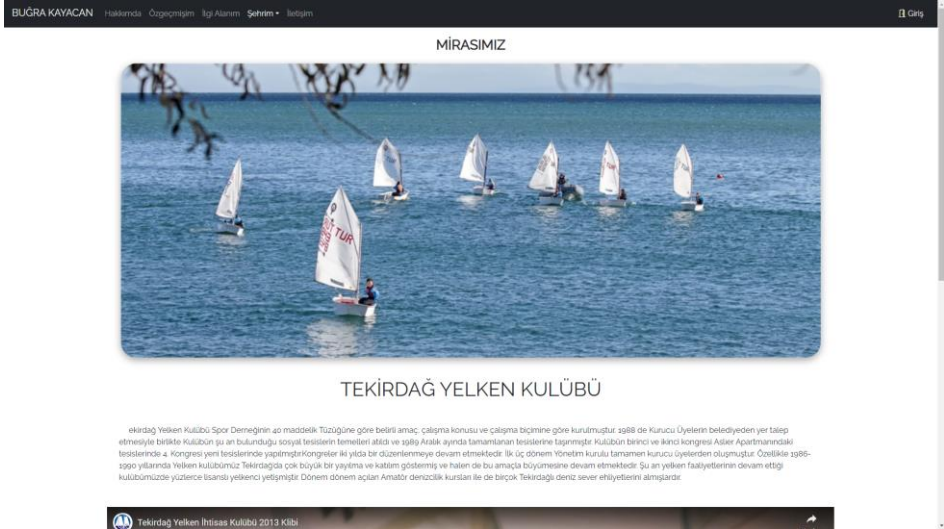 BUĞRA KAYACAN Hakkımda Özgeçmişim İlgi Alanım Şehrim İletişim Giriş
MİRASIMIZ
TUR
TEKİRDAĞ YELKEN KULÜBÜ
ekirdağ Yelken Kulübü Spor Derneğinin 40 maddelik Tüzüğüne göre belirli amaç, çalışma konusu ve çalışma biçimine göre kurulmuştur. 1988 de Kurucu Üyelerin belediyeden yer talep
etmesiyle birlikte Kulübün şu an bulunduğu sosyal tesislerin temelleri atıldı ve 1989 Aralık ayında tamamlanan tesislerine taşınmıştır. Kulübün birinci ve ikinci kongresi Aslıer Apartmanındaki
tesislerinde 4. Kongresi yeni tesislerinde yapılmıştır.Kongreler iki yılda bir düzenlenmeye devam etmektedir. İlk üç dönem Yönetim kurulu tamamen kurucu üyelerden oluşmuştur. Özellikle 1986-
1990 yıllarında Yelken kulübümüz Tekirdağ'da çok büyük bir yayılma ve katılım göstermiş ve halen de bu amaçla büyümesine devam etmektedir. Şu an yelken faaliyetlerinin devam ettiği
kulübümüzde yüzlerce lisanslı yelkenci yetişmiştir. Dönem dönem açılan Amatör denizcilik kursları ile de birçok Tekirdağlı deniz sever ehliyetlerini almışlardır.
Tekirdağ Yelken İhtisas Kulübü 2013 Klibi